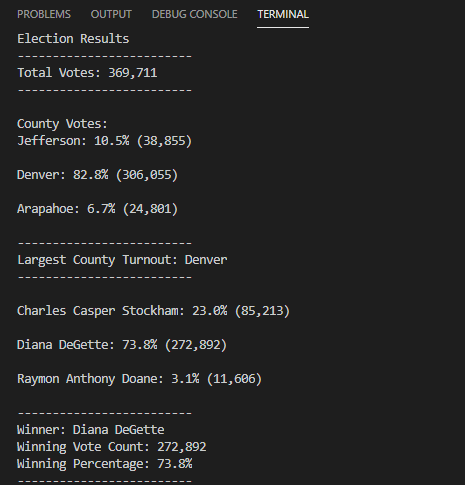 PROBLEMS OUTPUT DEBUG CONSOLE TERMINAL
Election Results
-------------------------
Total Votes: 369,711
-------------------------
County Votes:
Jefferson: 10.5% (38,855)
Denver: 82.8% (306,055)
Arapahoe: 6.7% (24,801)
-------------------------
Largest County Turnout: Denver
-------------------------
Charles Casper Stockham: 23.0% (85,213)
Diana DeGette: 73.8% (272,892)
Raymon Anthony Doane: 3.1% (11,606)
-------------------------
Winner: Diana DeGette
Winning Vote Count: 272,892
Winning Percentage: 73.8%
-------------------------